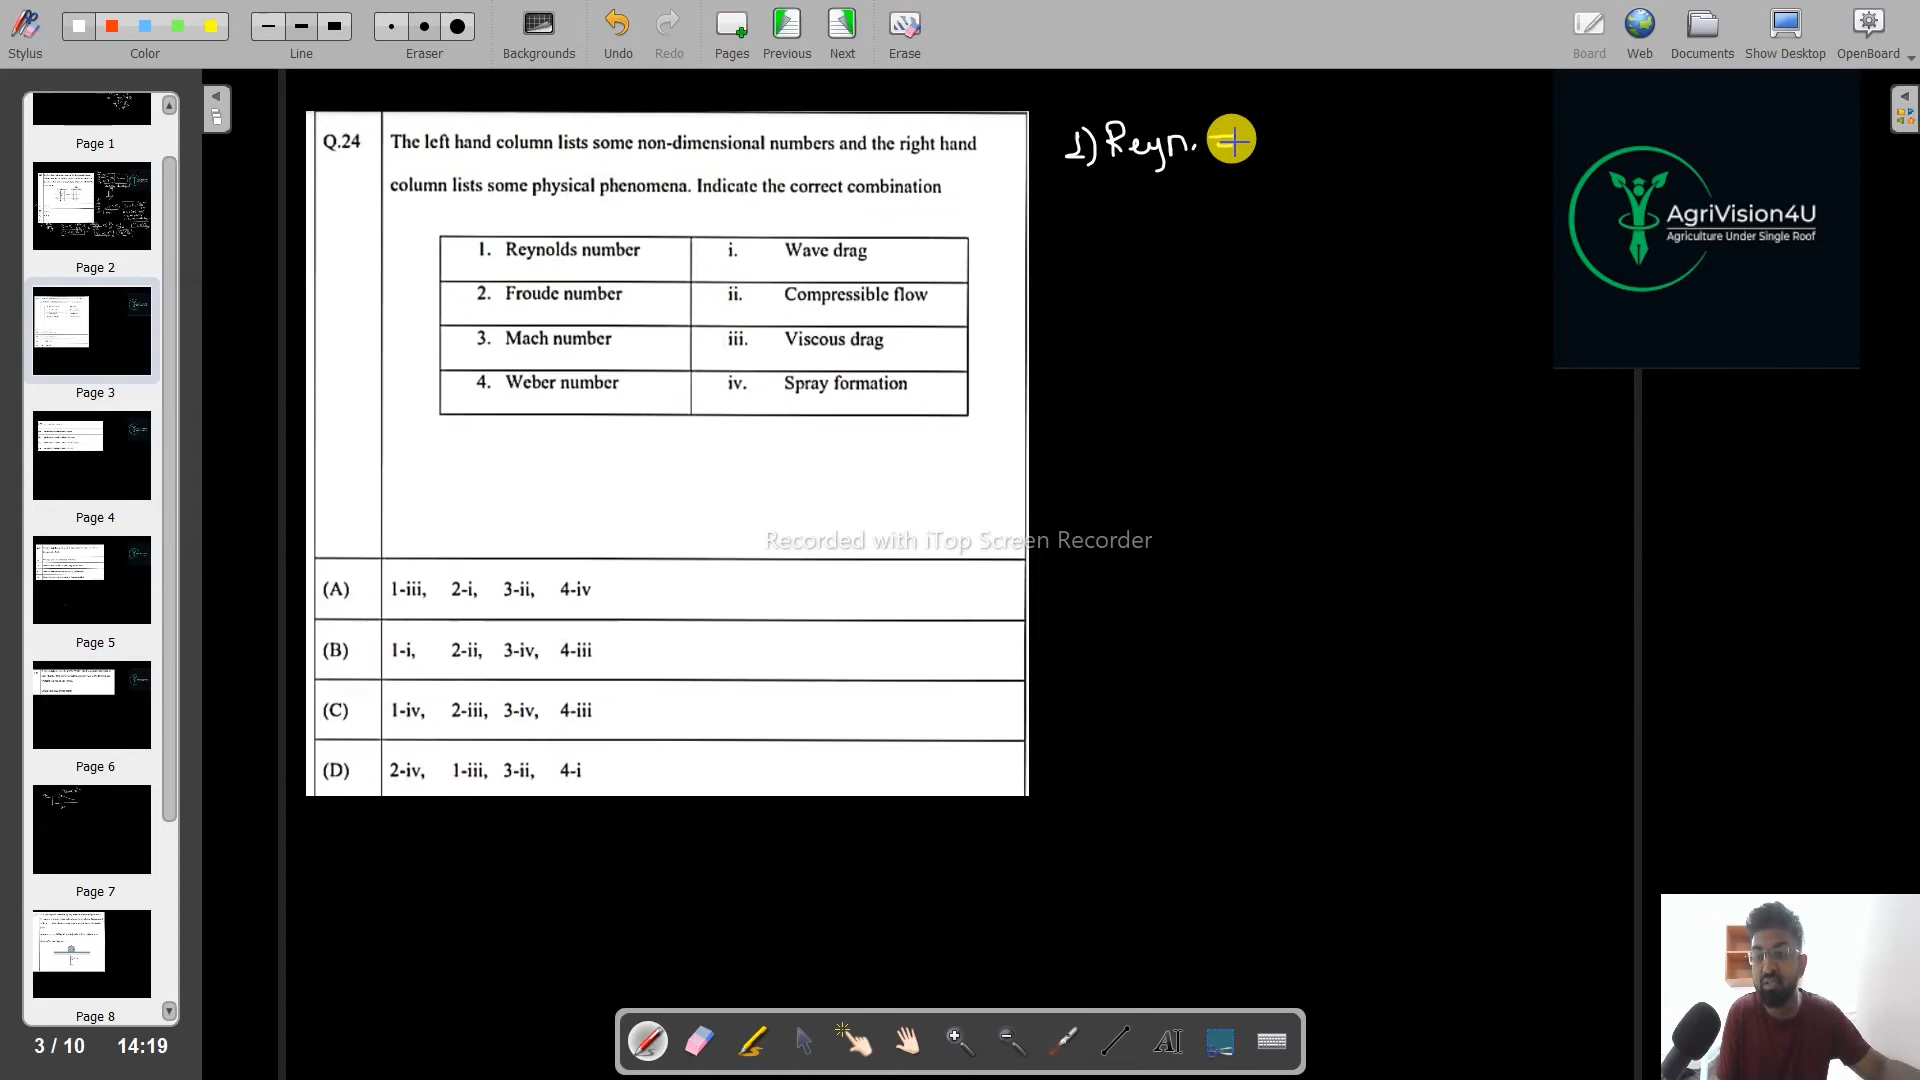 Stylus Color Line Eraser Backgrounds Undo Redo Pages Previous Next Erase Board Web Documents Show Desktop OpenBoard
Page 1
Page 2
Page 3
Page 4
Page 5
Page 6
Page 7
Page 8
3 / 10 14:19
Q.24 The left hand column lists some non-dimensional numbers and the right hand
column lists some physical phenomena. Indicate the correct combination
1. Reynolds number i. Wave drag
2. Froude number ii. Compressible flow
3. Mach number iii. Viscous drag
4. Weber number iv. Spray formation
(A) 1-iii, 2-i, 3-ii, 4-iv
(B) 1-i, 2-ii, 3-iv, 4-iii
(C) 1-iv, 2-iii, 3-iv, 4-iii
(D) 2-iv, 1-iii, 3-ii, 4-i
1) Reyn. =
AgriVision4U
Agriculture Under Single Roof
Recorded with iTop Screen Recorder
AI